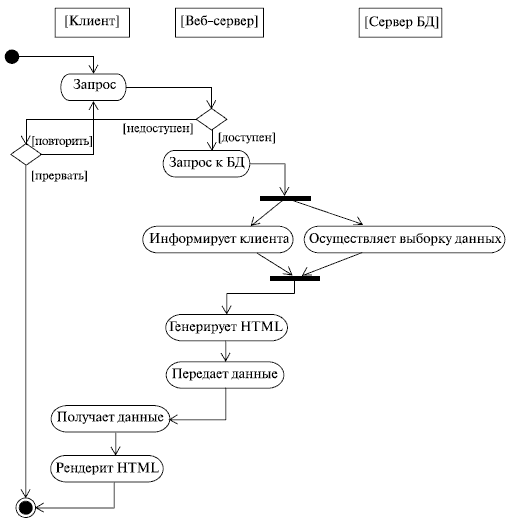 [Клиент]
[Веб-сервер]
[Сервер БД]
Запрос
[недоступен]
[доступен]
[повторить]
[прервать]
Запрос к БД
Информирует клиента
Осуществляет выборку данных
Генерирует HTML
Передает данные
Получает данные
Рендерит HTML